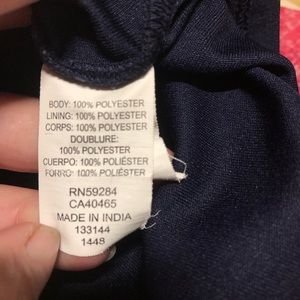 BODY: 100% POLYESTER
LINING: 100% POLYESTER
CORPS: 100% POLYESTER
DOUBLURE:
100% POLYESTER
CUERPO: 100% POLIÉSTER
FORRO: 100% POLIÉSTER
RN59284
CA40465
MADE IN INDIA
133144
1448